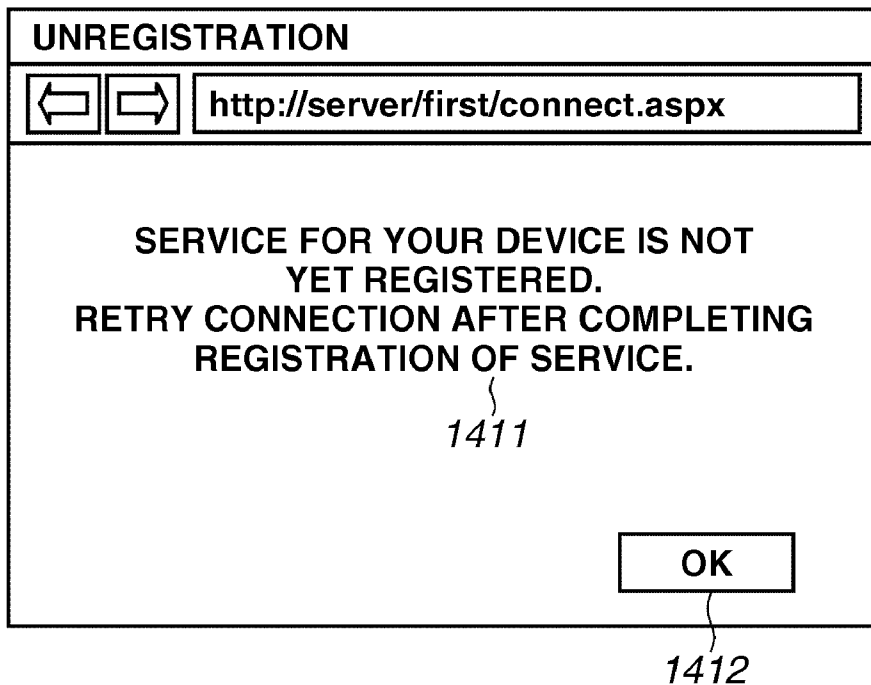 UNREGISTRATION
http://server/first/connect.aspx
SERVICE FOR YOUR DEVICE IS NOT
YET REGISTERED.
RETRY CONNECTION AFTER COMPLETING
REGISTRATION OF SERVICE.
1411
OK
1412